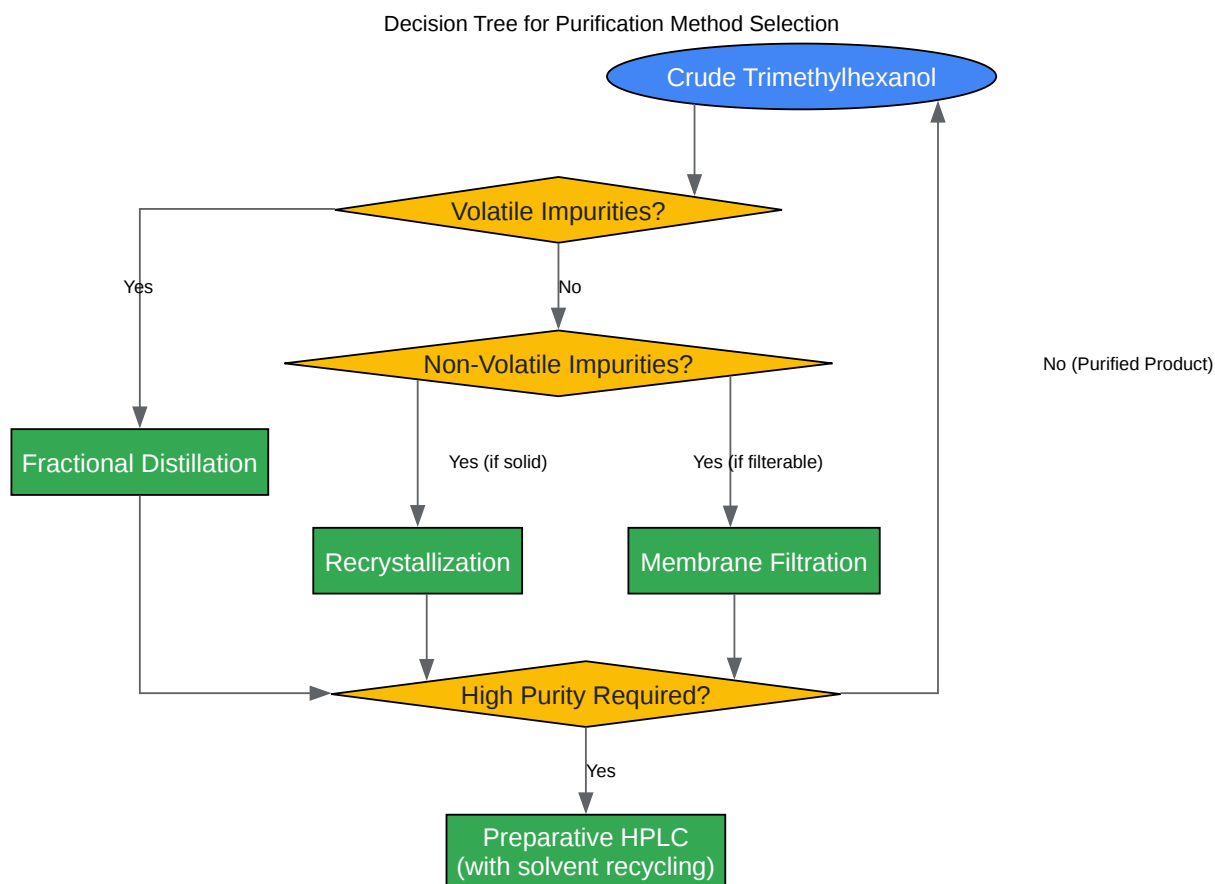 Decision Tree for Purification Method Selection
Crude Trimethylhexanol
Volatile Impurities?
Yes
No
Non-Volatile Impurities?
No (Purified Product)
Fractional Distillation
Yes (if solid)
Yes (if filterable)
Recrystallization
Membrane Filtration
High Purity Required?
Yes
Preparative HPLC
(with solvent recycling)